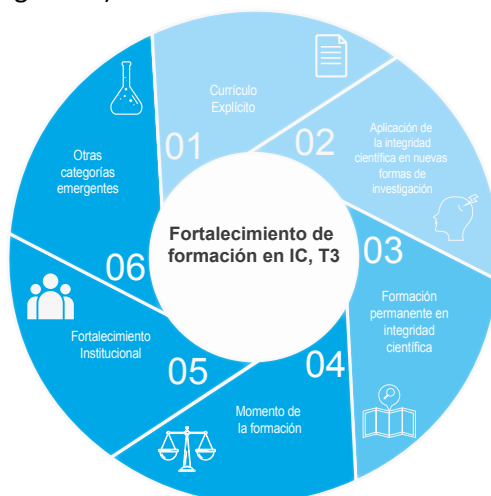 Currículo
Explícito
01
02
Aplicación de
la integridad
científica en nuevas
formas de
investigación
03
Formación
permanente en
integridad
científica
04
Momento de
la formación
05
Fortalecimiento
Institucional
06
Otras
categorías
emergentes
Fortalecimiento de
formación en IC, T3